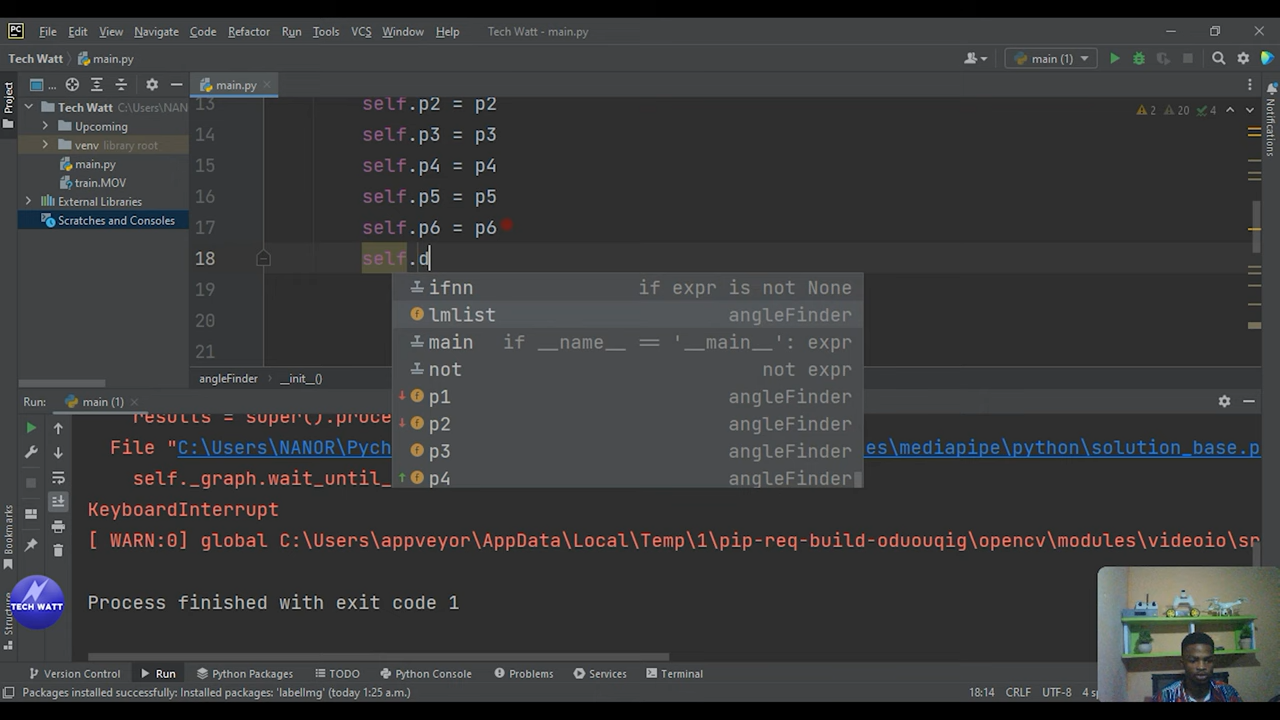 PC File Edit View Navigate Code Refactor Run Tools VCS Window Help Tech Watt - main.py
Tech Watt main.py main (1)
Project ... main.py
Tech Watt C:\Users\NANOR
Upcoming
venv library root
main.py
train.MOV
External Libraries
Scratches and Consoles
2 20 4
Notifications
13 self.p2 = p2
14 self.p3 = p3
15 self.p4 = p4
16 self.p5 = p5
17 self.p6 = p6
18 self.d
19
20
21
ifnn if expr is not None
lmlist angleFinder
main if __name__ == '__main__': expr
not not expr
p1 angleFinder
p2 angleFinder
p3 angleFinder
p4 angleFinder
angleFinder __init__()
Run: main (1)
results = super().proce
File "C:\Users\NANOR\Pych es\mediapipe\python\solution_base.p
self._graph.wait_until_
KeyboardInterrupt
[ WARN:0] global C:\Users\appveyor\AppData\Local\Temp\1\pip-req-build-oduouqig\opencv\modules\videoio\sr
Process finished with exit code 1
Bookmarks
Structure
TECH WATT
Version Control Run Python Packages TODO Python Console Problems Services Terminal
Packages installed successfully: Installed packages: 'labelImg' (today 1:25 a.m.) 18:14 CRLF UTF-8